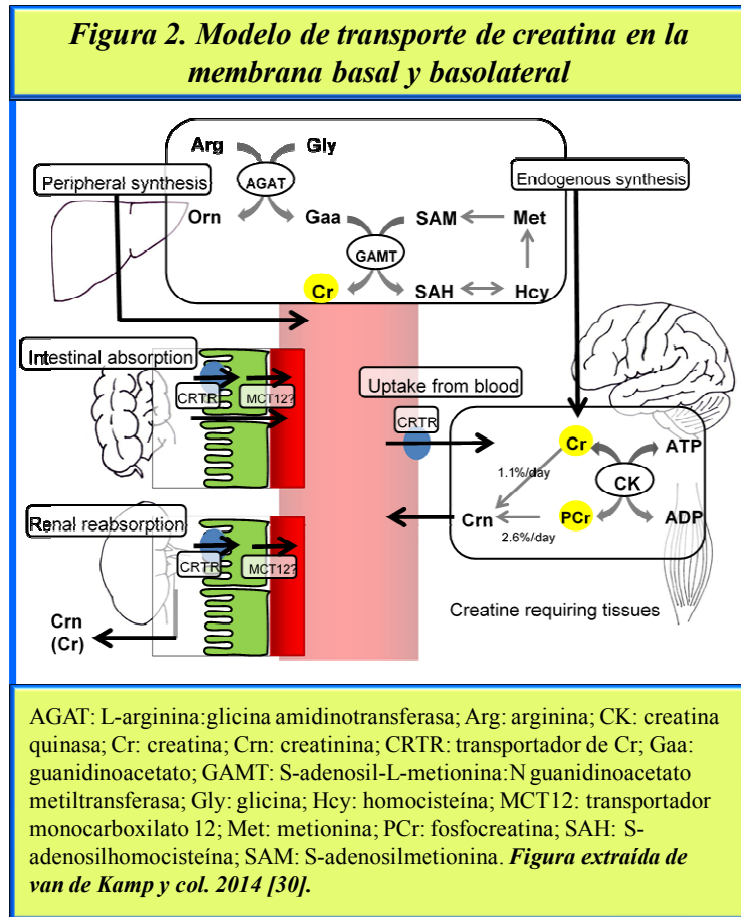 Figura 2. Modelo de transporte de creatina en la
membrana basal y basolateral
Arg
Gly
Peripheral synthesis
AGAT
Endogenous synthesis
Orn
Gaa
SAM
Met
GAMT
Cr
SAH
Hcy
Intestinal absorption
CRTR
MCT12?
Uptake from blood
CRTR
Cr
ATP
1.1%/day
CK
Crn
PCr
ADP
2.6%/day
Renal reabsorption
CRTR
MCT12?
Crn
(Cr)
Creatine requiring tissues
AGAT: L-arginina:glicina amidinotransferasa; Arg: arginina; CK: creatina
quinasa; Cr: creatina; Crn: creatinina; CRTR: transportador de Cr; Gaa:
guanidinoacetato; GAMT: S-adenosil-L-metionina:N guanidinoacetato
metiltransferasa; Gly: glicina; Hcy: homocisteína; MCT12: transportador
monocarboxilato 12; Met: metionina; PCr: fosfocreatina; SAH: S-
adenosilhomocisteína; SAM: S-adenosilmetionina. Figura extraída de
van de Kamp y col. 2014 [30].